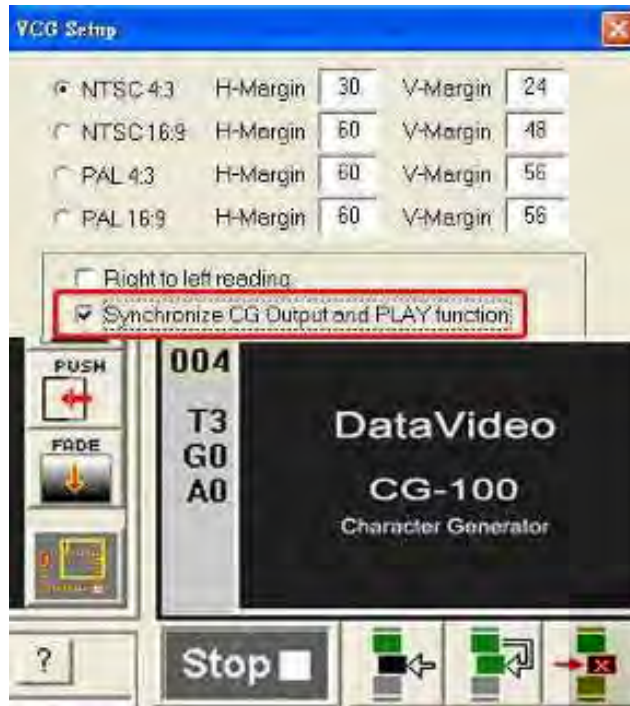 VCG Setup
NTSC 4:3 H-Margin 30 V-Margin 24
NTSC 16:9 H-Margin 60 V-Margin 48
PAL 4:3 H-Margin 60 V-Margin 56
PAL 16:9 H-Margin 60 V-Margin 56
Right to left reading
Synchronize CG Output and PLAY function
PUSH
FADE
004
T3
G0
A0
DataVideo
CG-100
Character Generator
?
Stop